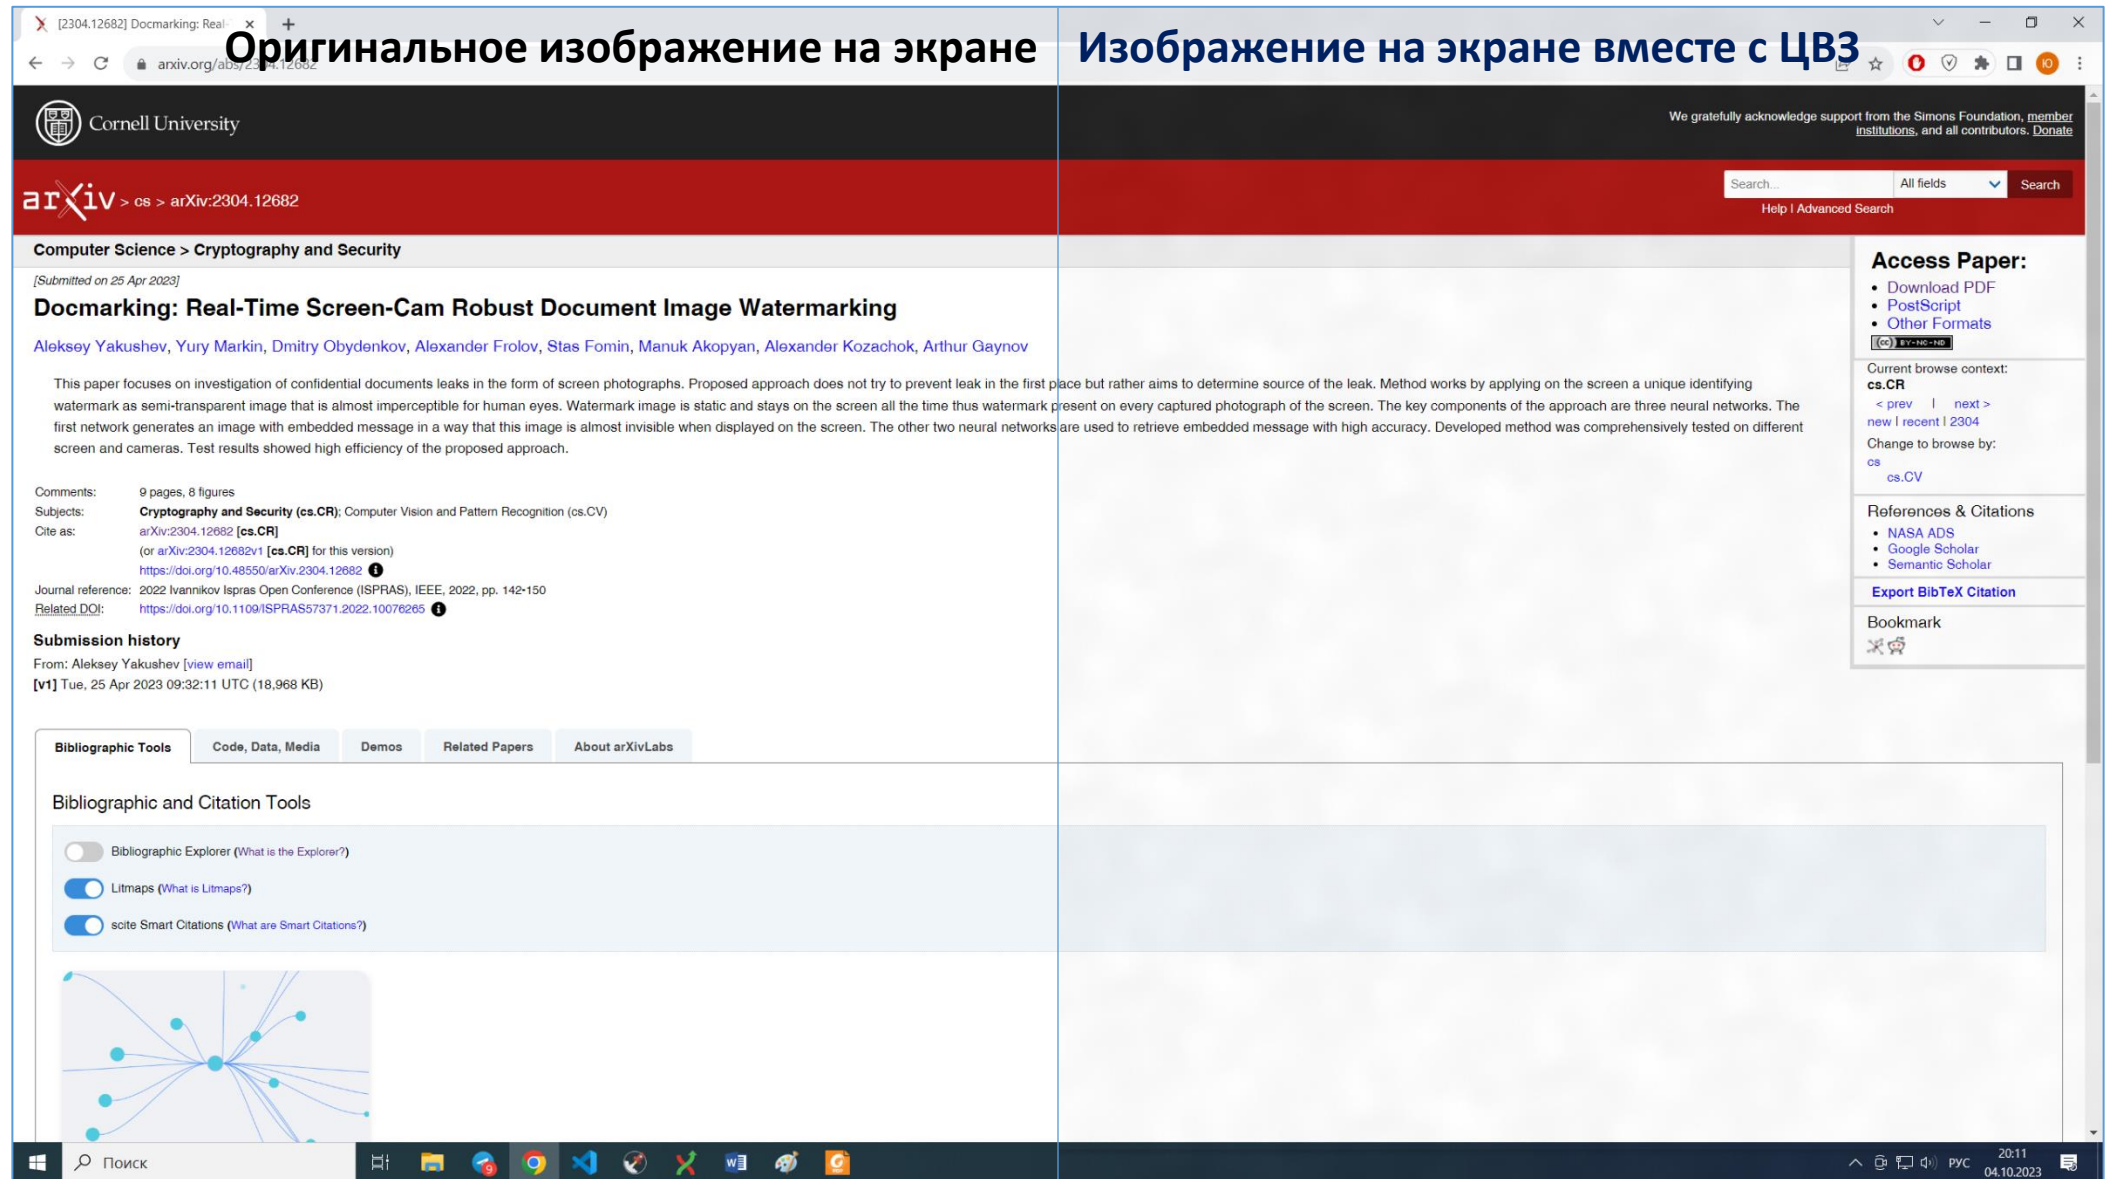 [2304.12682] Docmarking: Real-
Оригинальное изображение на экране
Изображение на экране вместе с ЦВЗ
arxiv.org/abs/2304.12682
Ю
Cornell University
We gratefully acknowledge support from the Simons Foundation, member
institutions, and all contributors. Donate
arXiv > cs > arXiv:2304.12682
Search...
All fields
Search
Help | Advanced Search
Computer Science > Cryptography and Security
[Submitted on 25 Apr 2023]
Docmarking: Real-Time Screen-Cam Robust Document Image Watermarking
Aleksey Yakushev, Yury Markin, Dmitry Obydenkov, Alexander Frolov, Stas Fomin, Manuk Akopyan, Alexander Kozachok, Arthur Gaynov
This paper focuses on investigation of confidential documents leaks in the form of screen photographs. Proposed approach does not try to prevent leak in the first place but rather aims to determine source of the leak. Method works by applying on the screen a unique identifying
watermark as semi-transparent image that is almost imperceptible for human eyes. Watermark image is static and stays on the screen all the time thus watermark present on every captured photograph of the screen. The key components of the approach are three neural networks. The
first network generates an image with embedded message in a way that this image is almost invisible when displayed on the screen. The other two neural networks are used to retrieve embedded message with high accuracy. Developed method was comprehensively tested on different
screen and cameras. Test results showed high efficiency of the proposed approach.
Comments: 9 pages, 8 figures
Subjects: Cryptography and Security (cs.CR); Computer Vision and Pattern Recognition (cs.CV)
Cite as: arXiv:2304.12682 [cs.CR]
(or arXiv:2304.12682v1 [cs.CR] for this version)
https://doi.org/10.48550/arXiv.2304.12682
Journal reference: 2022 Ivannikov Ispras Open Conference (ISPRAS), IEEE, 2022, pp. 142-150
Related DOI: https://doi.org/10.1109/ISPRAS57371.2022.10076265
Submission history
From: Aleksey Yakushev [view email]
[v1] Tue, 25 Apr 2023 09:32:11 UTC (18,968 KB)
Access Paper:
Download PDF
PostScript
Other Formats
(cc) BY-NC-ND
Current browse context:
cs.CR
< prev | next >
new | recent | 2304
Change to browse by:
cs
cs.CV
References & Citations
NASA ADS
Google Scholar
Semantic Scholar
Export BibTeX Citation
Bookmark
Bibliographic Tools
Code, Data, Media
Demos
Related Papers
About arXivLabs
Bibliographic and Citation Tools
Bibliographic Explorer (What is the Explorer?)
Litmaps (What is Litmaps?)
scite Smart Citations (What are Smart Citations?)
Поиск
9
РУС
20:11
04.10.2023